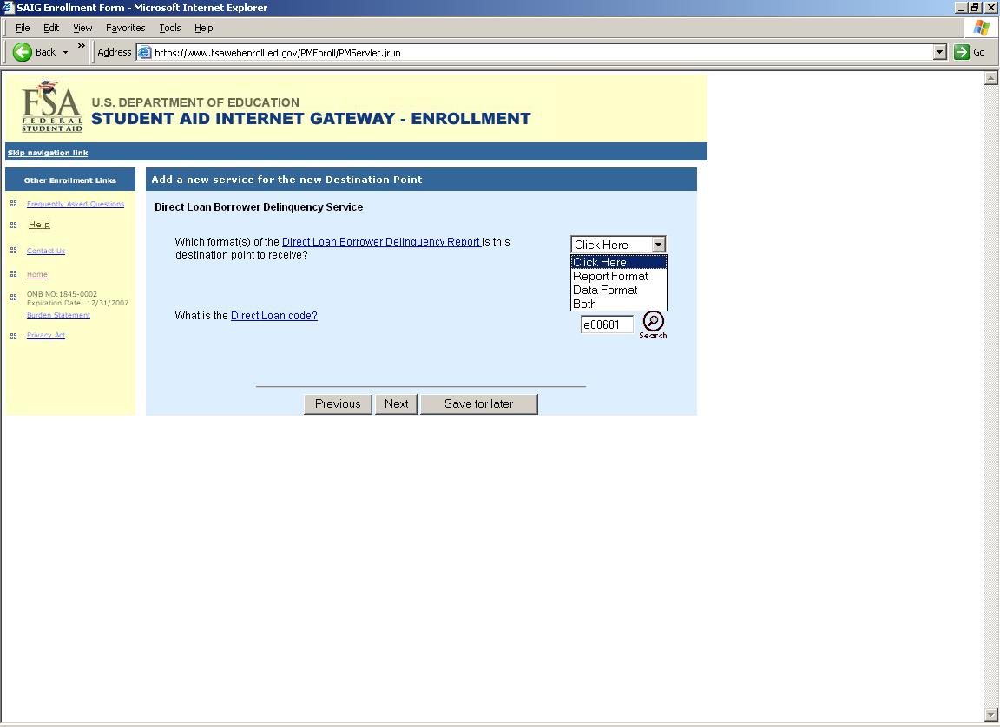 SAIG Enrollment Form - Microsoft Internet Explorer
File Edit View Favorites Tools Help
Back » Address https://www.fsawebenroll.ed.gov/PMEnroll/PMServlet.jrun Go
FSA
FEDERAL
STUDENT AID
U.S. DEPARTMENT OF EDUCATION
STUDENT AID INTERNET GATEWAY - ENROLLMENT
Skip navigation link
Other Enrollment Links
Frequently Asked Questions
Help
Contact Us
Home
OMB NO:1845-0002
Expiration Date: 12/31/2007
Burden Statement
Privacy Act
Add a new service for the new Destination Point
Direct Loan Borrower Delinquency Service
Which format(s) of the Direct Loan Borrower Delinquency Report is this
destination point to receive?
Click Here
Click Here
Report Format
Data Format
Both
What is the Direct Loan code?
e00601
Search
Previous Next Save for later